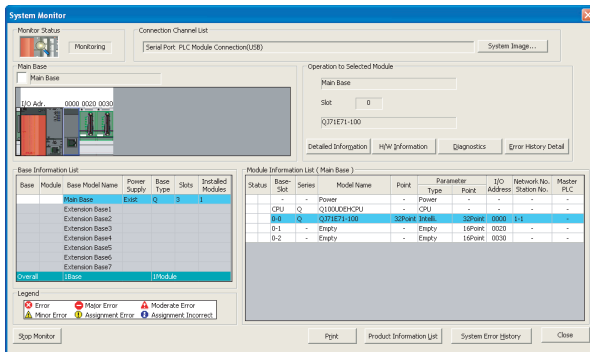 System Monitor
Monitor Status
Monitoring
Connection Channel List
Serial Port PLC Module Connection(USB)
System Image...
Main Base
Main Base
I/O Adr. 0000 0020 0030
Operation to Selected Module
Main Base
Slot 0
QJ71E71-100
Detailed Information H/W Information Diagnostics Error History Detail
Base Information List
Base Module Base Model Name Power Supply Base Type Slots Installed Modules
Main Base Exist Q 3 1
Extension Base1
Extension Base2
Extension Base3
Extension Base4
Extension Base5
Extension Base6
Extension Base7
Overall 1Base 1Module
Module Information List ( Main Base )
Status Base-Slot Series Model Name Point Parameter Type Point I/O Address Network No. Station No. Master PLC
- - Power - Power - - - -
CPU Q Q100UDEHCPU - CPU - - - -
0-0 Q QJ71E71-100 32Point Intelli. 32Point 0000 1-1 -
0-1 - Empty - Empty 16Point 0020 -
0-2 - Empty - Empty 16Point 0030 -
Legend
Error Major Error Moderate Error
Minor Error Assignment Error Assignment Incorrect
Stop Monitor Print Product Information List System Error History Close